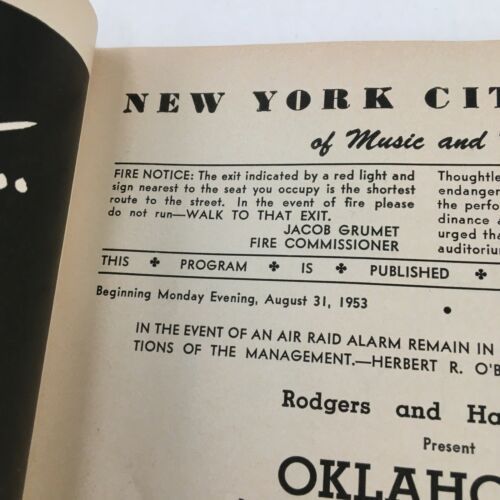 NEW YORK CIT
of Music and
FIRE NOTICE: The exit indicated by a red light and
sign nearest to the seat you occupy is the shortest
route to the street. In the event of fire please
do not run—WALK TO THAT EXIT.
JACOB GRUMET
FIRE COMMISSIONER
Thoughtle
endanger
the perfo
dinance a
urged tha
auditoriu
THIS ✤ PROGRAM ✤ IS ✤ PUBLISHED ✤
Beginning Monday Evening, August 31, 1953 •
IN THE EVENT OF AN AIR RAID ALARM REMAIN IN
TIONS OF THE MANAGEMENT.—HERBERT R. O'B
Rodgers and Ha
Present
OKLAHO